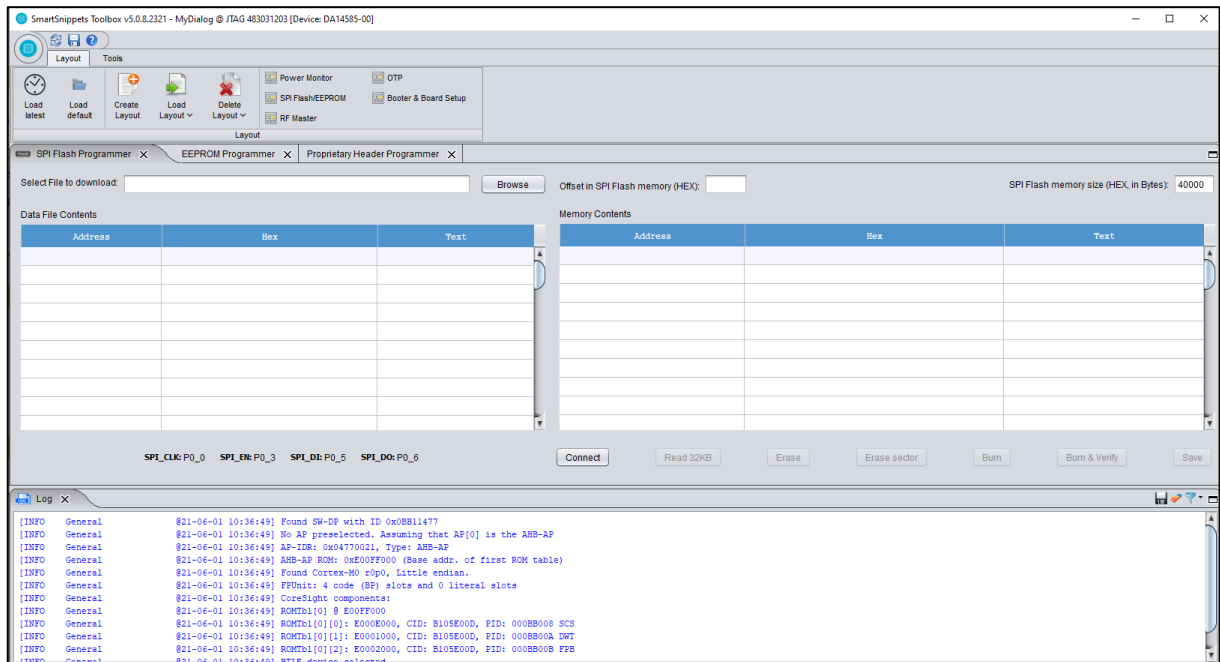 SmartSnippets Toolbox v5.0.8.2321 - MyDialog @ JTAG 483031203 [Device: DA14585-00]
Layout Tools
Load latest
Load default
Create Layout
Load Layout
Delete Layout
Power Monitor
SPI Flash/EEPROM
RF Master
OTP
Booter & Board Setup
Layout
SPI Flash Programmer EEPROM Programmer Proprietary Header Programmer
Select File to download: Browse Offset in SPI Flash memory (HEX): SPI Flash memory size (HEX, in Bytes): 40000
Data File Contents Memory Contents
Address Hex Text Address Hex Text
SPI_CLK: P0_0 SPI_EN: P0_3 SPI_DI: P0_5 SPI_DO: P0_6 Connect Read 32KB Erase Erase sector Burn Burn & Verify Save
Log
[INFO General @21-06-01 10:36:49] Found SW-DP with ID 0x0BB11477
[INFO General @21-06-01 10:36:49] No AP preselected. Assuming that AP[0] is the AHB-AP
[INFO General @21-06-01 10:36:49] AP-IDR: 0x04770021, Type: AHB-AP
[INFO General @21-06-01 10:36:49] AHB-AP ROM: 0xE00FF000 (Base addr. of first ROM table)
[INFO General @21-06-01 10:36:49] Found Cortex-M0 r0p0, Little endian.
[INFO General @21-06-01 10:36:49] FPUnit: 4 code (BP) slots and 0 literal slots
[INFO General @21-06-01 10:36:49] CoreSight components:
[INFO General @21-06-01 10:36:49] ROMTbl[0] @ E00FF000
[INFO General @21-06-01 10:36:49] ROMTbl[0][0]: E000E000, CID: B105E00D, PID: 000BB008 SCS
[INFO General @21-06-01 10:36:49] ROMTbl[0][1]: E0001000, CID: B105E00D, PID: 000BB00A DWT
[INFO General @21-06-01 10:36:49] ROMTbl[0][2]: E0002000, CID: B105E00D, PID: 000BB00B FPB
[INFO General @21-06-01 10:36:49] BTLE device selected